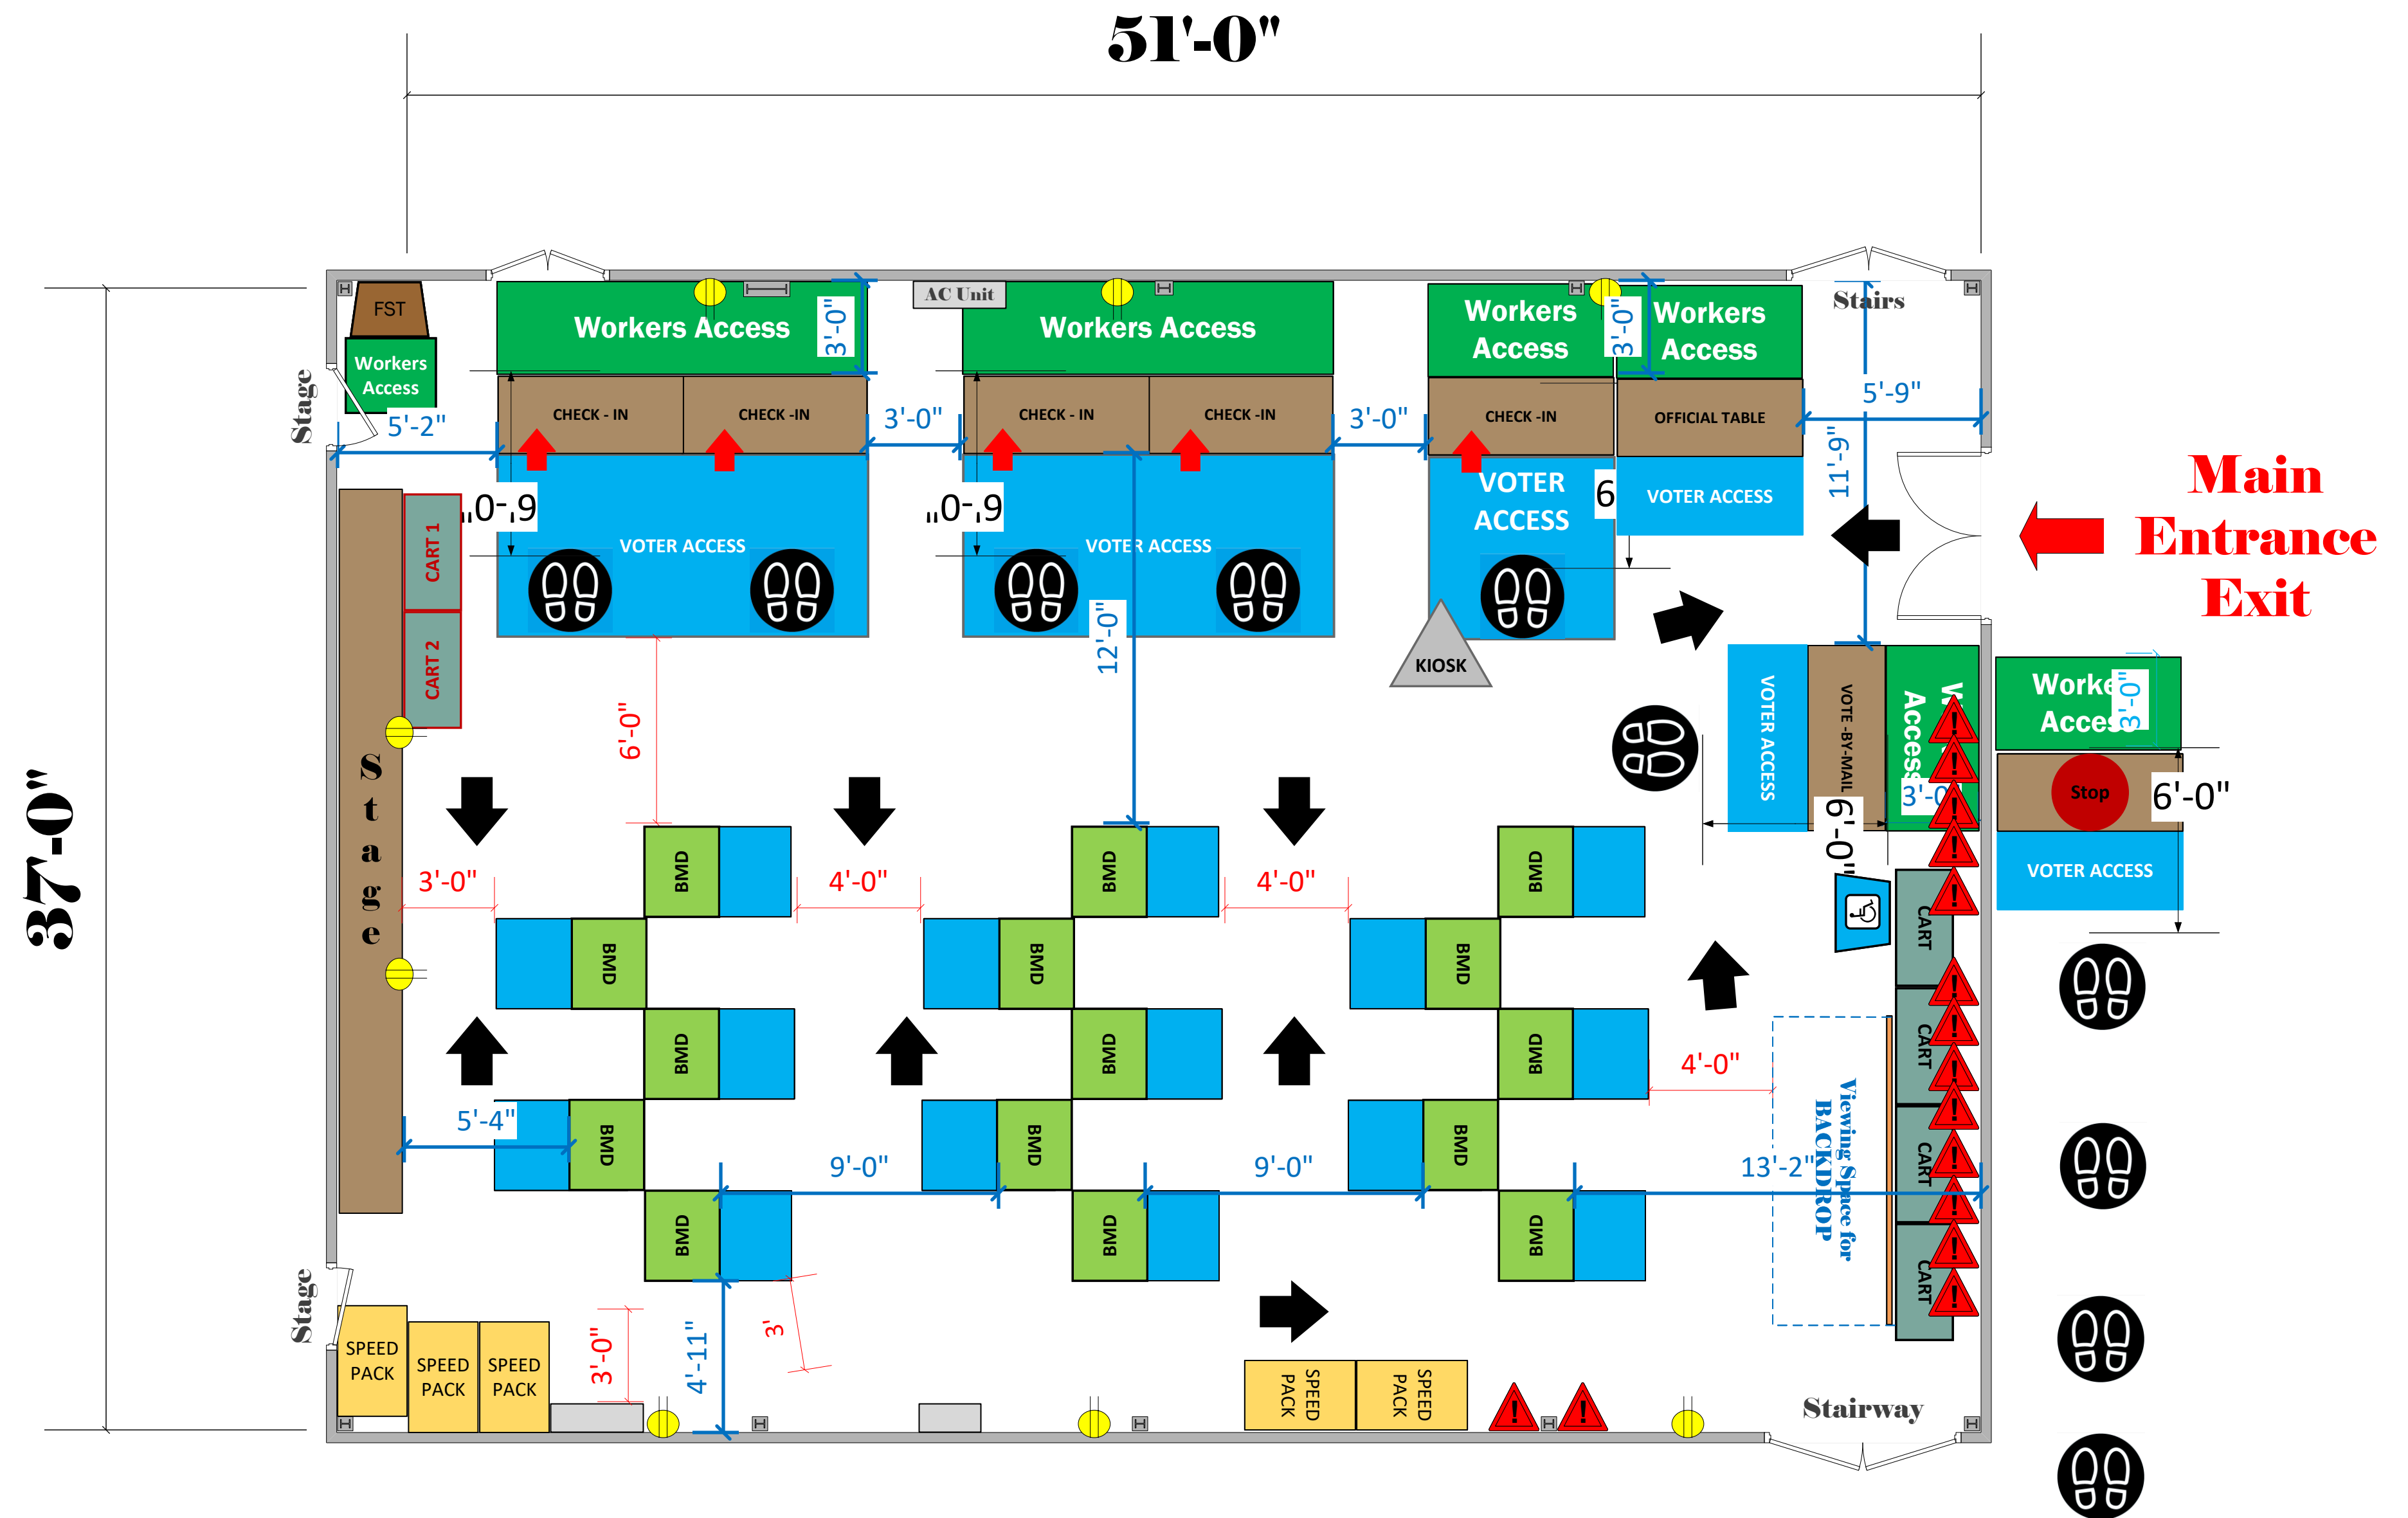 51'-0"
37'-0"
FST
Workers
Access
Stage
5'-2"
Workers Access
3'-0"
AC Unit
Workers Access
Workers
Access
3'-0"
Workers
Access
Stairs
CHECK - IN
CHECK -IN
3'-0"
CHECK - IN
CHECK -IN
3'-0"
CHECK -IN
OFFICIAL TABLE
5'-9"
11'-9"
Main
Entrance
Exit
6'-0"
VOTER ACCESS
6'-0"
VOTER ACCESS
VOTER
ACCESS
VOTER ACCESS
CART 1
CART 2
12'-0"
KIOSK
6'-0"
Stage
VOTER ACCESS
VOTE -BY-MAIL
Access
3'-0"
6'-0"
3'-0"
Stop
6'-0"
VOTER ACCESS
3'-0"
BMD
4'-0"
BMD
4'-0"
BMD
BMD
BMD
BMD
CART
BMD
BMD
BMD
4'-0"
CART
Viewing Space for
BACKDROP
5'-4"
BMD
9'-0"
BMD
9'-0"
BMD
13'-2"
CART
BMD
BMD
BMD
CART
Stage
SPEED
PACK
SPEED
PACK
SPEED
PACK
3'-0"
4'-11"
3'
SPEED
PACK
SPEED
PACK
Stairway